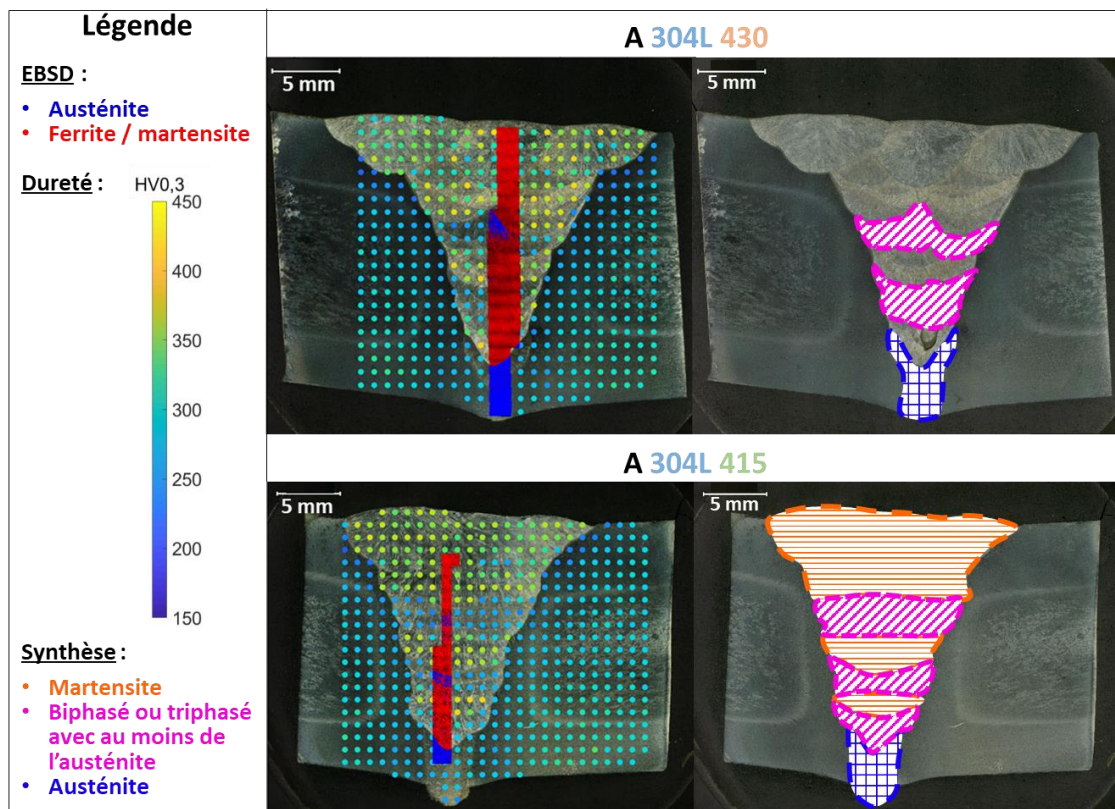 Légende
EBSD :
• Austénite
• Ferrite / martensite
Dureté : HV0,3
450
400
350
300
250
200
150
Synthèse :
• Martensite
• Biphasé ou triphasé
avec au moins de
l’austénite
• Austénite
A 304L 430
5 mm
5 mm
A 304L 415
5 mm
5 mm